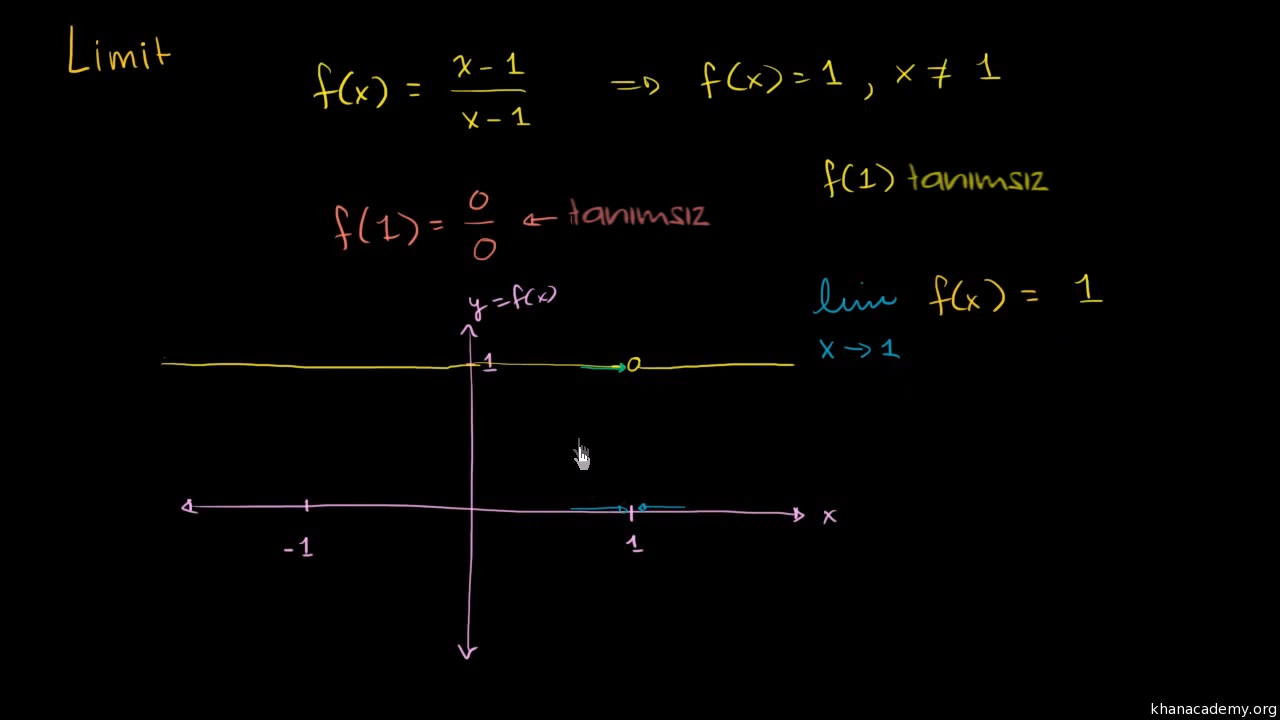 Limit
f(x) = x-1 / x-1 ⇒ f(x) = 1 , x ≠ 1
f(1) tanımsız
f(1) = 0/0 ← tanımsız
y = f(x)
lim f(x) = 1
x → 1
1
x
-1
1
khanacademy.org